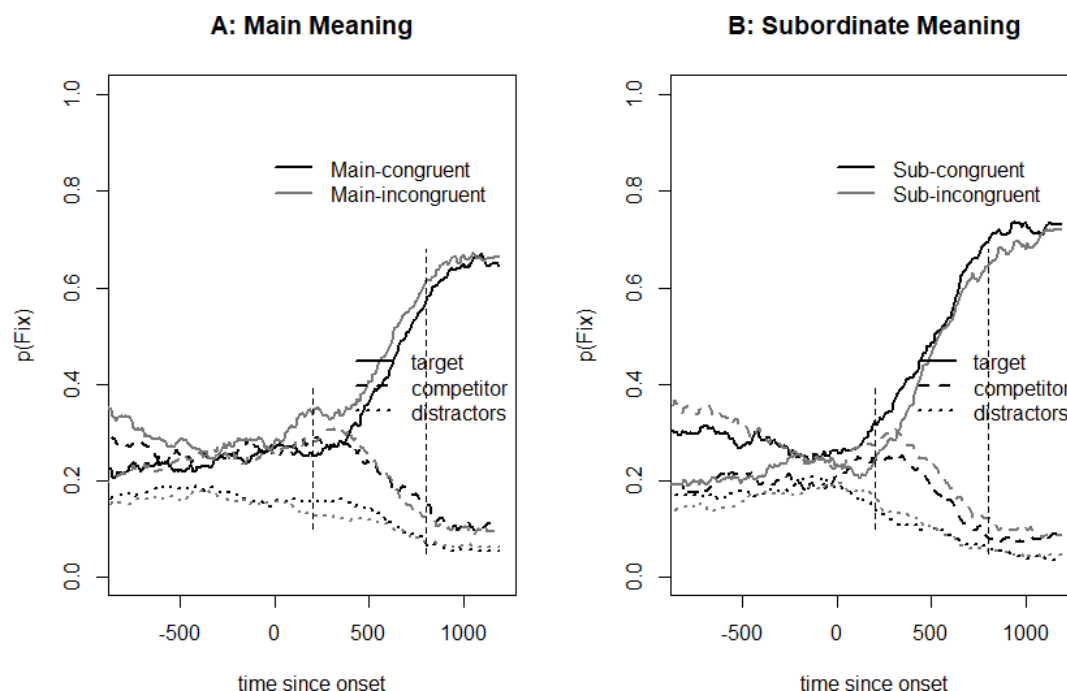 A: Main Meaning
p(Fix)
1.0
0.8
0.6
0.4
0.2
0.0
Main-congruent
Main-incongruent
target
competitor
distractors
-500 0 500 1000
time since onset
B: Subordinate Meaning
p(Fix)
1.0
0.8
0.6
0.4
0.2
0.0
Sub-congruent
Sub-incongruent
target
competitor
distractors
-500 0 500 1000
time since onset